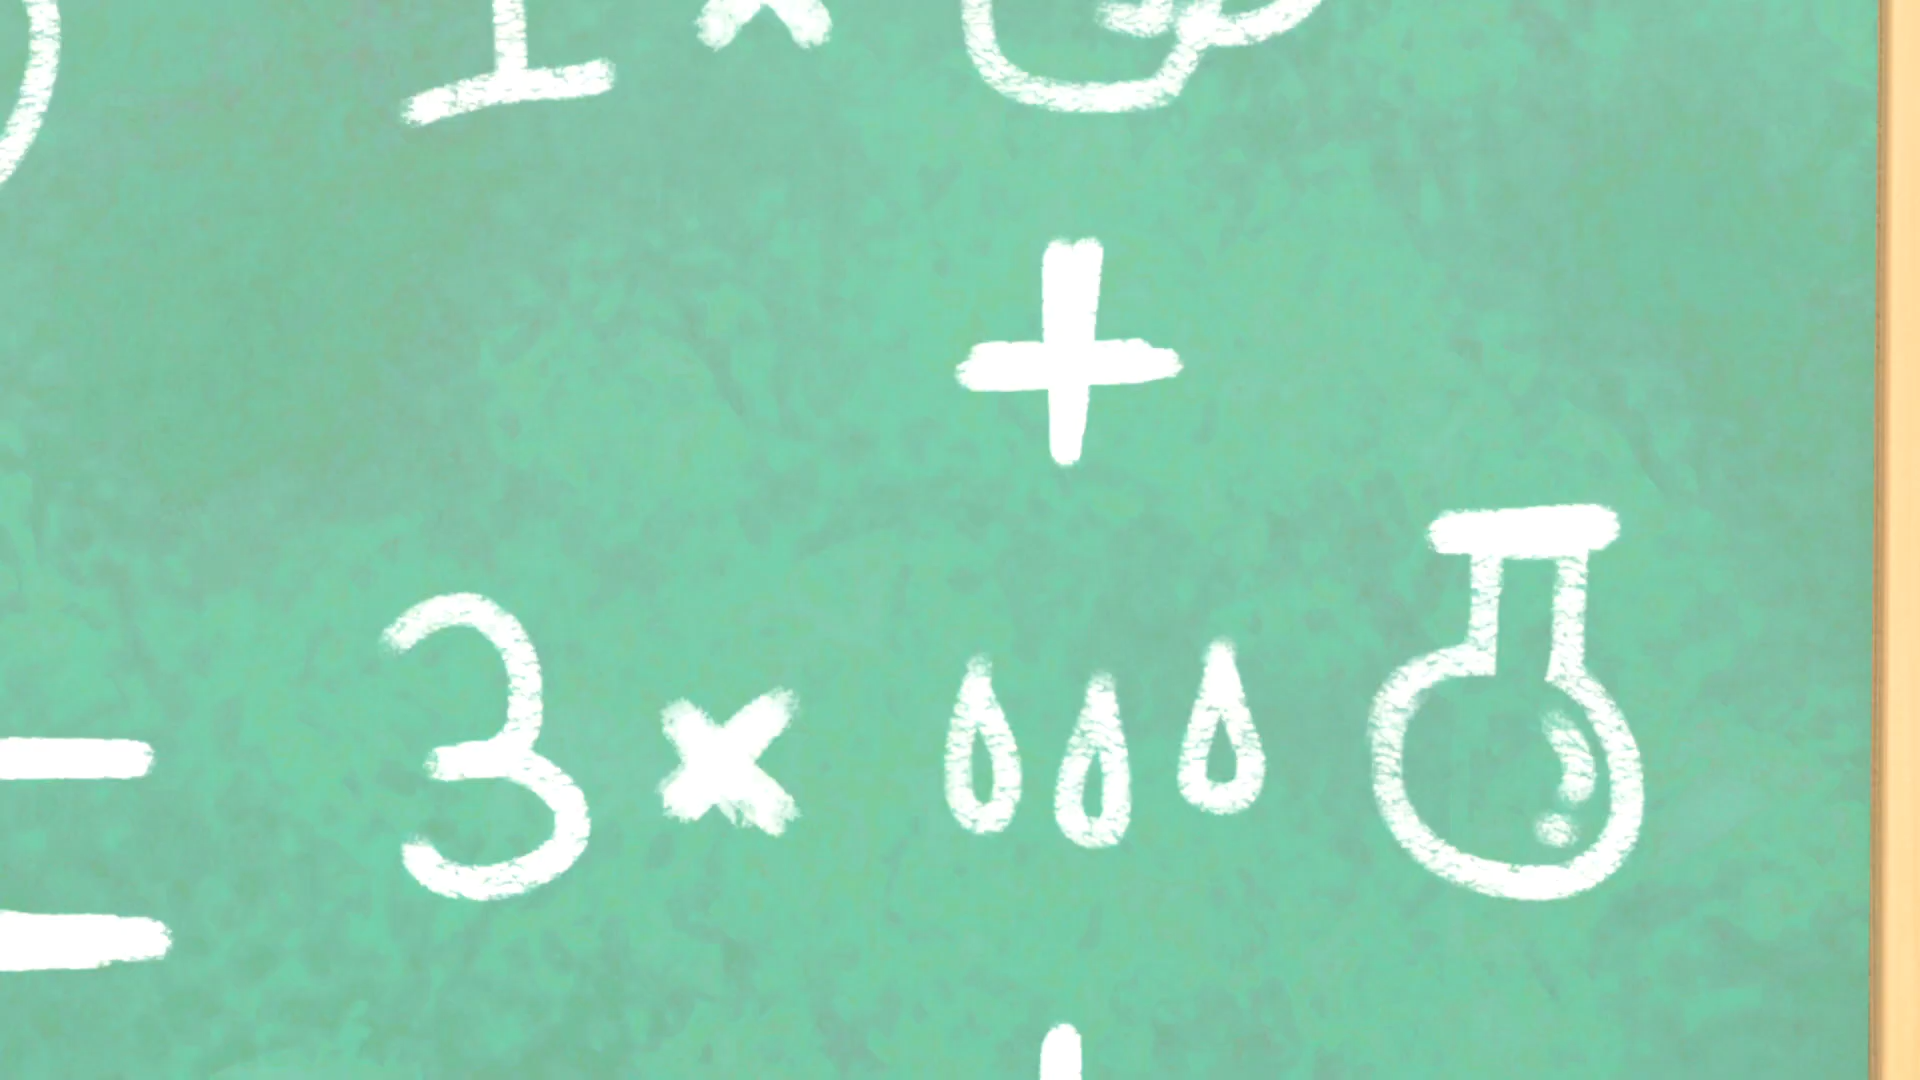 1 ×
+
= 3 ×